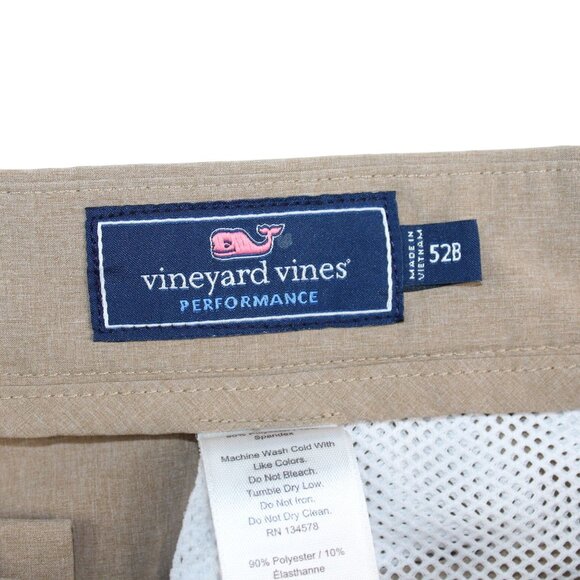 vineyard vines®
PERFORMANCE
MADE IN
VIETNAM
52B
Spandex
Machine Wash Cold With
Like Colors.
Do Not Bleach.
Tumble Dry Low.
Do Not Iron.
Do Not Dry Clean.
RN 134578
90% Polyester / 10%
Élasthanne